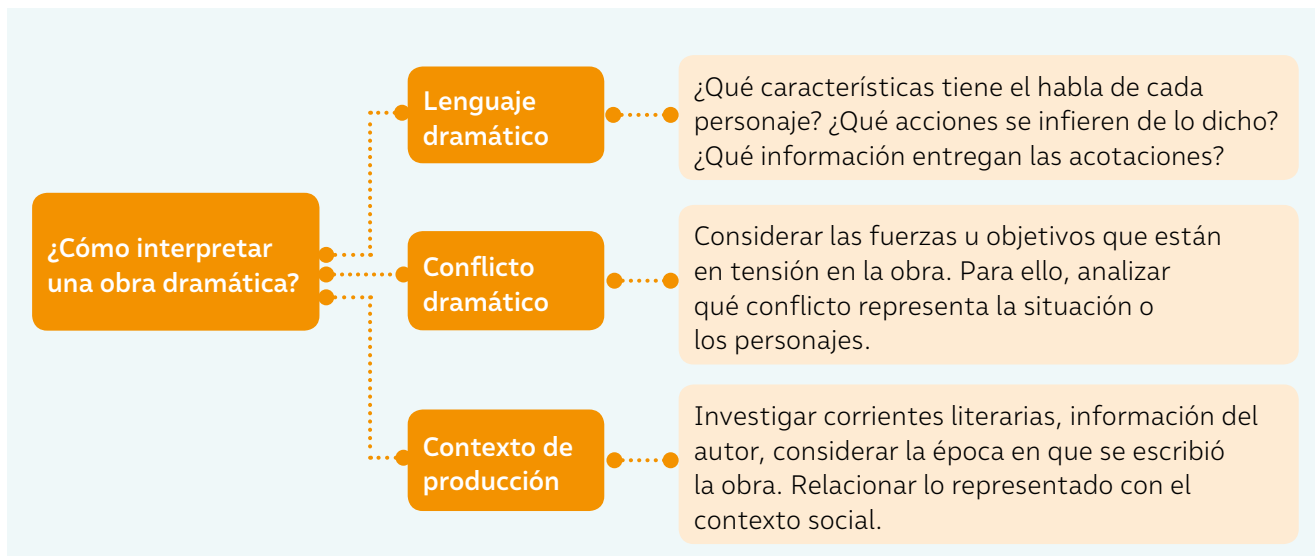 ¿Cómo interpretar
una obra dramática?
Lenguaje
dramático
¿Qué características tiene el habla de cada
personaje? ¿Qué acciones se infieren de lo dicho?
¿Qué información entregan las acotaciones?
Conflicto
dramático
Considerar las fuerzas u objetivos que están
en tensión en la obra. Para ello, analizar
qué conflicto representa la situación o
los personajes.
Contexto de
producción
Investigar corrientes literarias, información del
autor, considerar la época en que se escribió
la obra. Relacionar lo representado con el
contexto social.